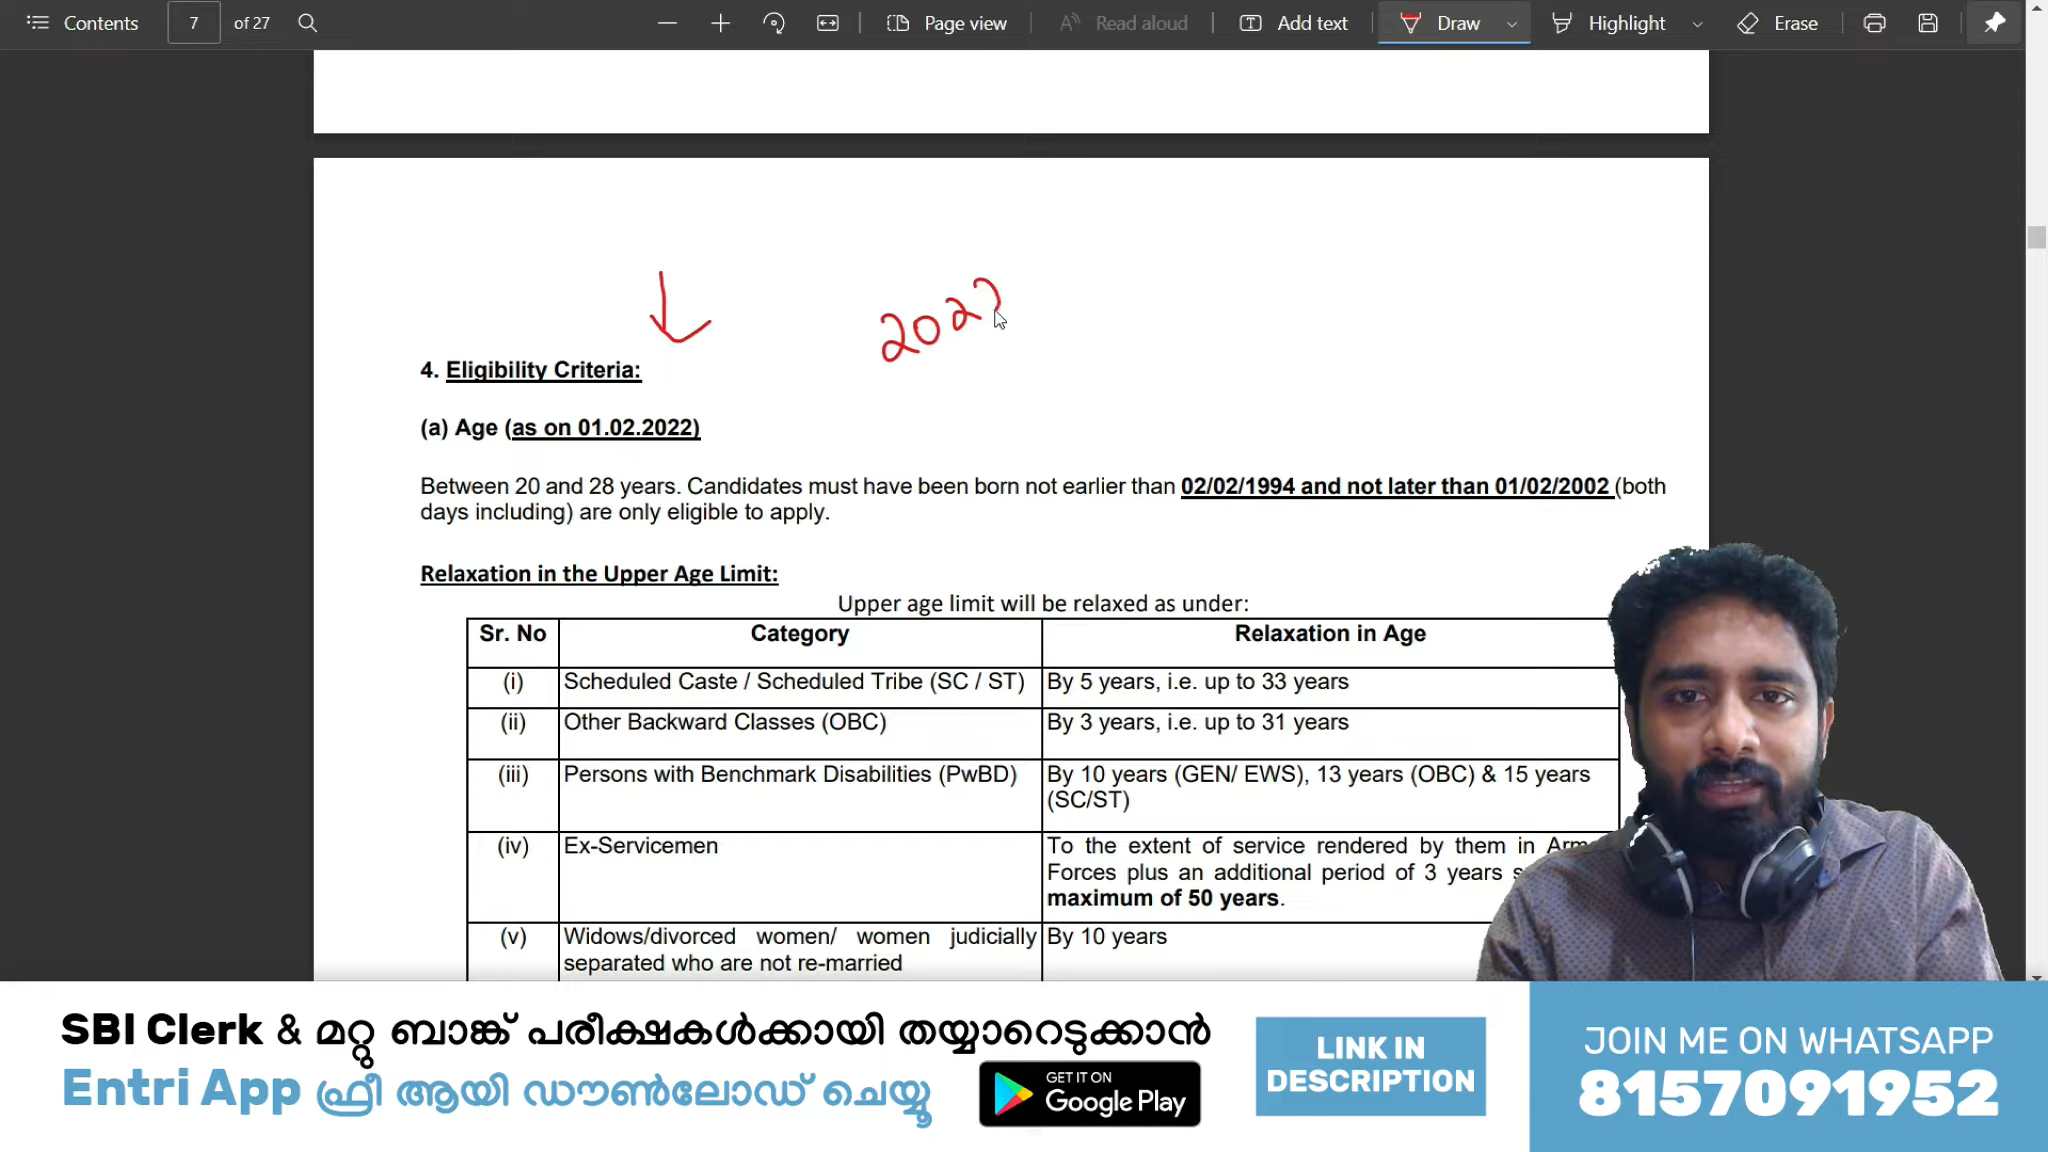 Contents 7 of 27 Page view Read aloud Add text Draw Highlight Erase
202
4. Eligibility Criteria:
(a) Age (as on 01.02.2022)
Between 20 and 28 years. Candidates must have been born not earlier than 02/02/1994 and not later than 01/02/2002 (both
days including) are only eligible to apply.
Relaxation in the Upper Age Limit:
Upper age limit will be relaxed as under:
Sr. No Category Relaxation in Age
(i) Scheduled Caste / Scheduled Tribe (SC / ST) By 5 years, i.e. up to 33 years
(ii) Other Backward Classes (OBC) By 3 years, i.e. up to 31 years
(iii) Persons with Benchmark Disabilities (PwBD) By 10 years (GEN/ EWS), 13 years (OBC) & 15 years
(SC/ST)
(iv) Ex-Servicemen To the extent of service rendered by them in
Forces plus an additional period of 3 years
maximum of 50 years.
(v) Widows/divorced women/ women judicially By 10 years
separated who are not re-married
SBI Clerk & മറ്റു ബാങ്ക് പരീക്ഷകൾക്കായി തയ്യാറെടുക്കാൻ
Entri App ഫ്രീ ആയി ഡൗൺലോഡ് ചെയ്യൂ
GET IT ON
Google Play
LINK IN
DESCRIPTION
JOIN ME ON WHATSAPP
8157091952